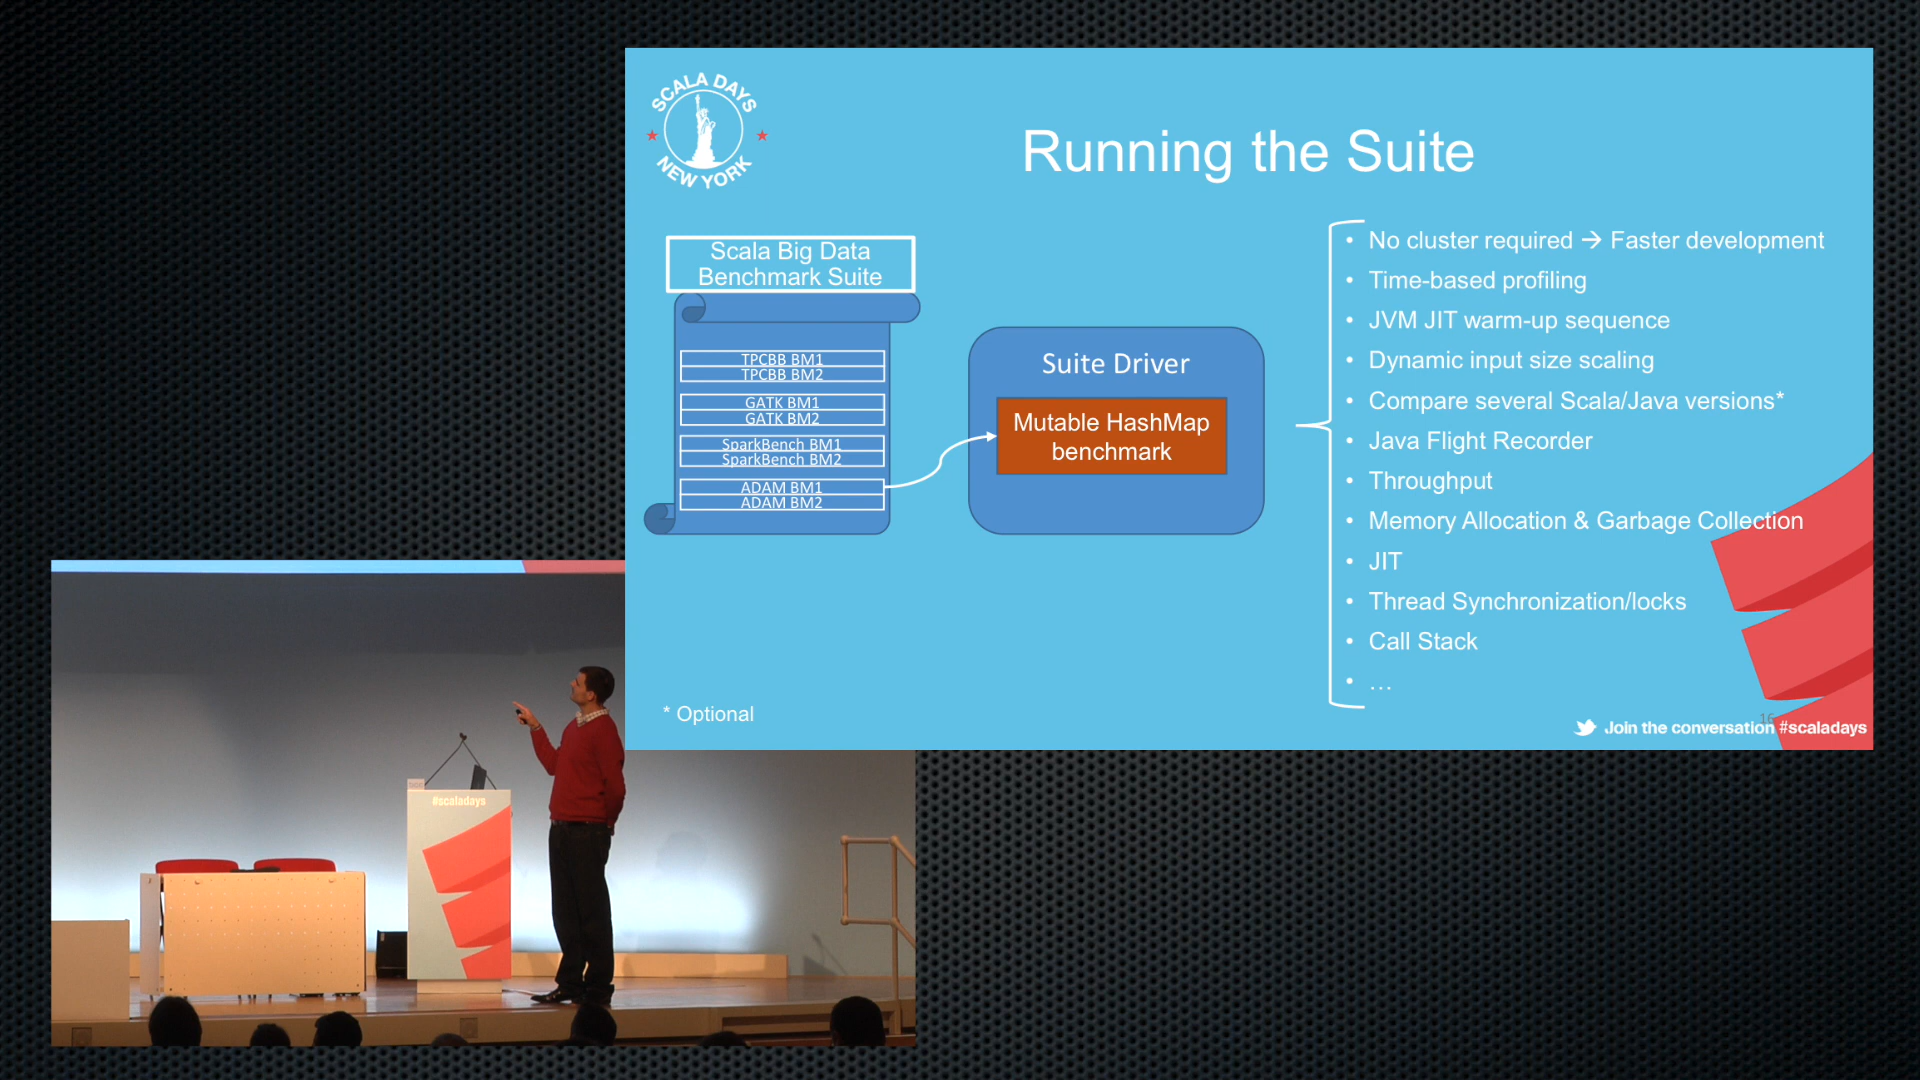 SCALA DAYS
NEW YORK
Running the Suite
Scala Big Data
Benchmark Suite
TPCBB BM1
TPCBB BM2
GATK BM1
GATK BM2
SparkBench BM1
SparkBench BM2
ADAM BM1
ADAM BM2
Suite Driver
Mutable HashMap
benchmark
• No cluster required → Faster development
• Time-based profiling
• JVM JIT warm-up sequence
• Dynamic input size scaling
• Compare several Scala/Java versions*
• Java Flight Recorder
• Throughput
• Memory Allocation & Garbage Collection
• JIT
• Thread Synchronization/locks
• Call Stack
• …
* Optional
16
Join the conversation #scaladays
#scaladays